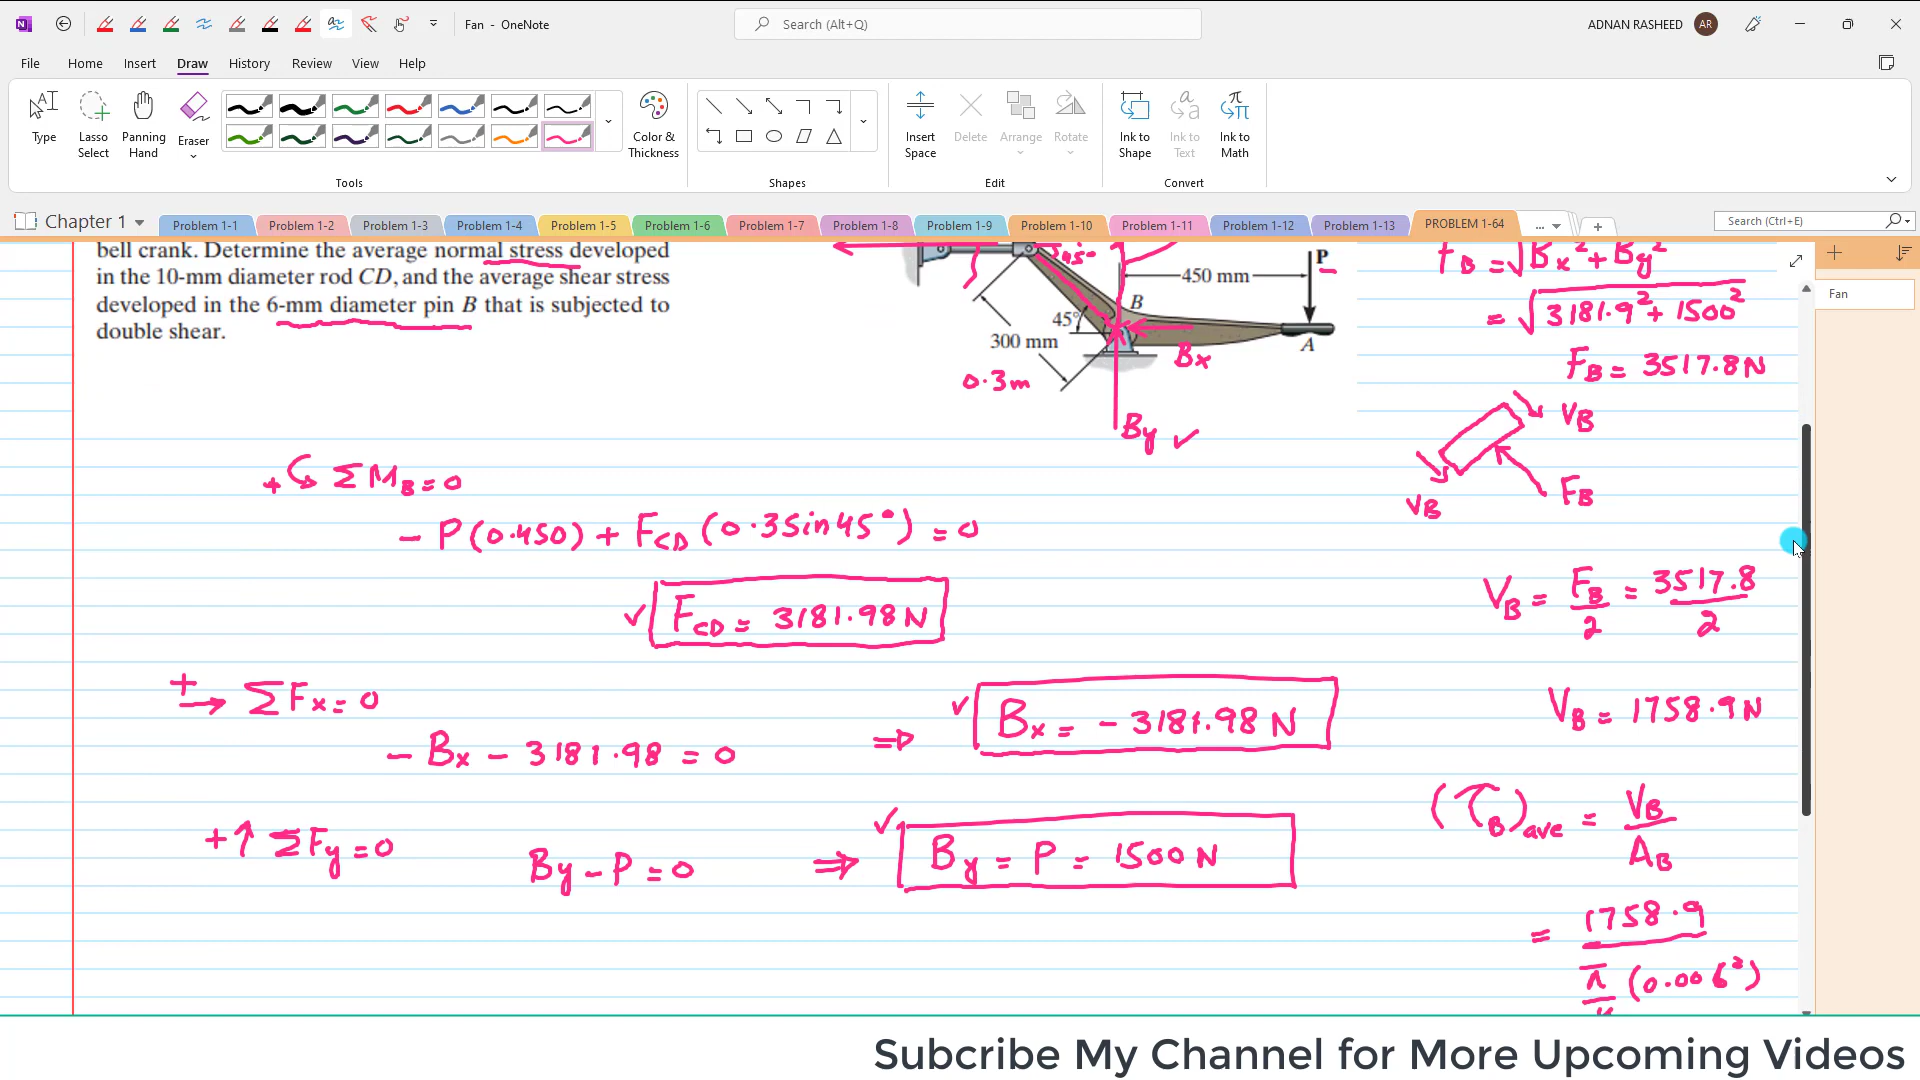 Fan - OneNote
Search (Alt+Q)
ADNAN RASHEED
AR
File Home Insert Draw History Review View Help
Type
Lasso Select
Panning Hand
Eraser
Color & Thickness
Insert Space
Delete
Arrange
Rotate
Ink to Shape
Ink to Text
Ink to Math
Tools
Shapes
Edit
Convert
Chapter 1
Problem 1-1 Problem 1-2 Problem 1-3 Problem 1-4 Problem 1-5 Problem 1-6 Problem 1-7 Problem 1-8 Problem 1-9 Problem 1-10 Problem 1-11 Problem 1-12 Problem 1-13 PROBLEM 1-64 ...
Search (Ctrl+E)
Fan
bell crank. Determine the average normal stress developed
in the 10-mm diameter rod CD, and the average shear stress
developed in the 6-mm diameter pin B that is subjected to
double shear.
45°
P
450 mm
B
45°
300 mm
A
Bx
0.3m
By ✓
+ ΣM_B = 0
- P(0.450) + F_CD (0.3sin45°) = 0
✓ F_CD = 3181.98 N
+→ ΣFx = 0
- Bx - 3181.98 = 0 ⇒ ✓ Bx = - 3181.98 N
+↑ ΣFy = 0
By - P = 0 ⇒ ✓ By = P = 1500 N
F_B = √Bx² + By²
= √3181.9² + 1500²
F_B = 3517.8 N
V_B
F_B
V_B
V_B = F_B/2 = 3517.8/2
V_B = 1758.9 N
(τ_B)ave = V_B/A_B
= 1758.9
π/4 (0.006²)
Subcribe My Channel for More Upcoming Videos